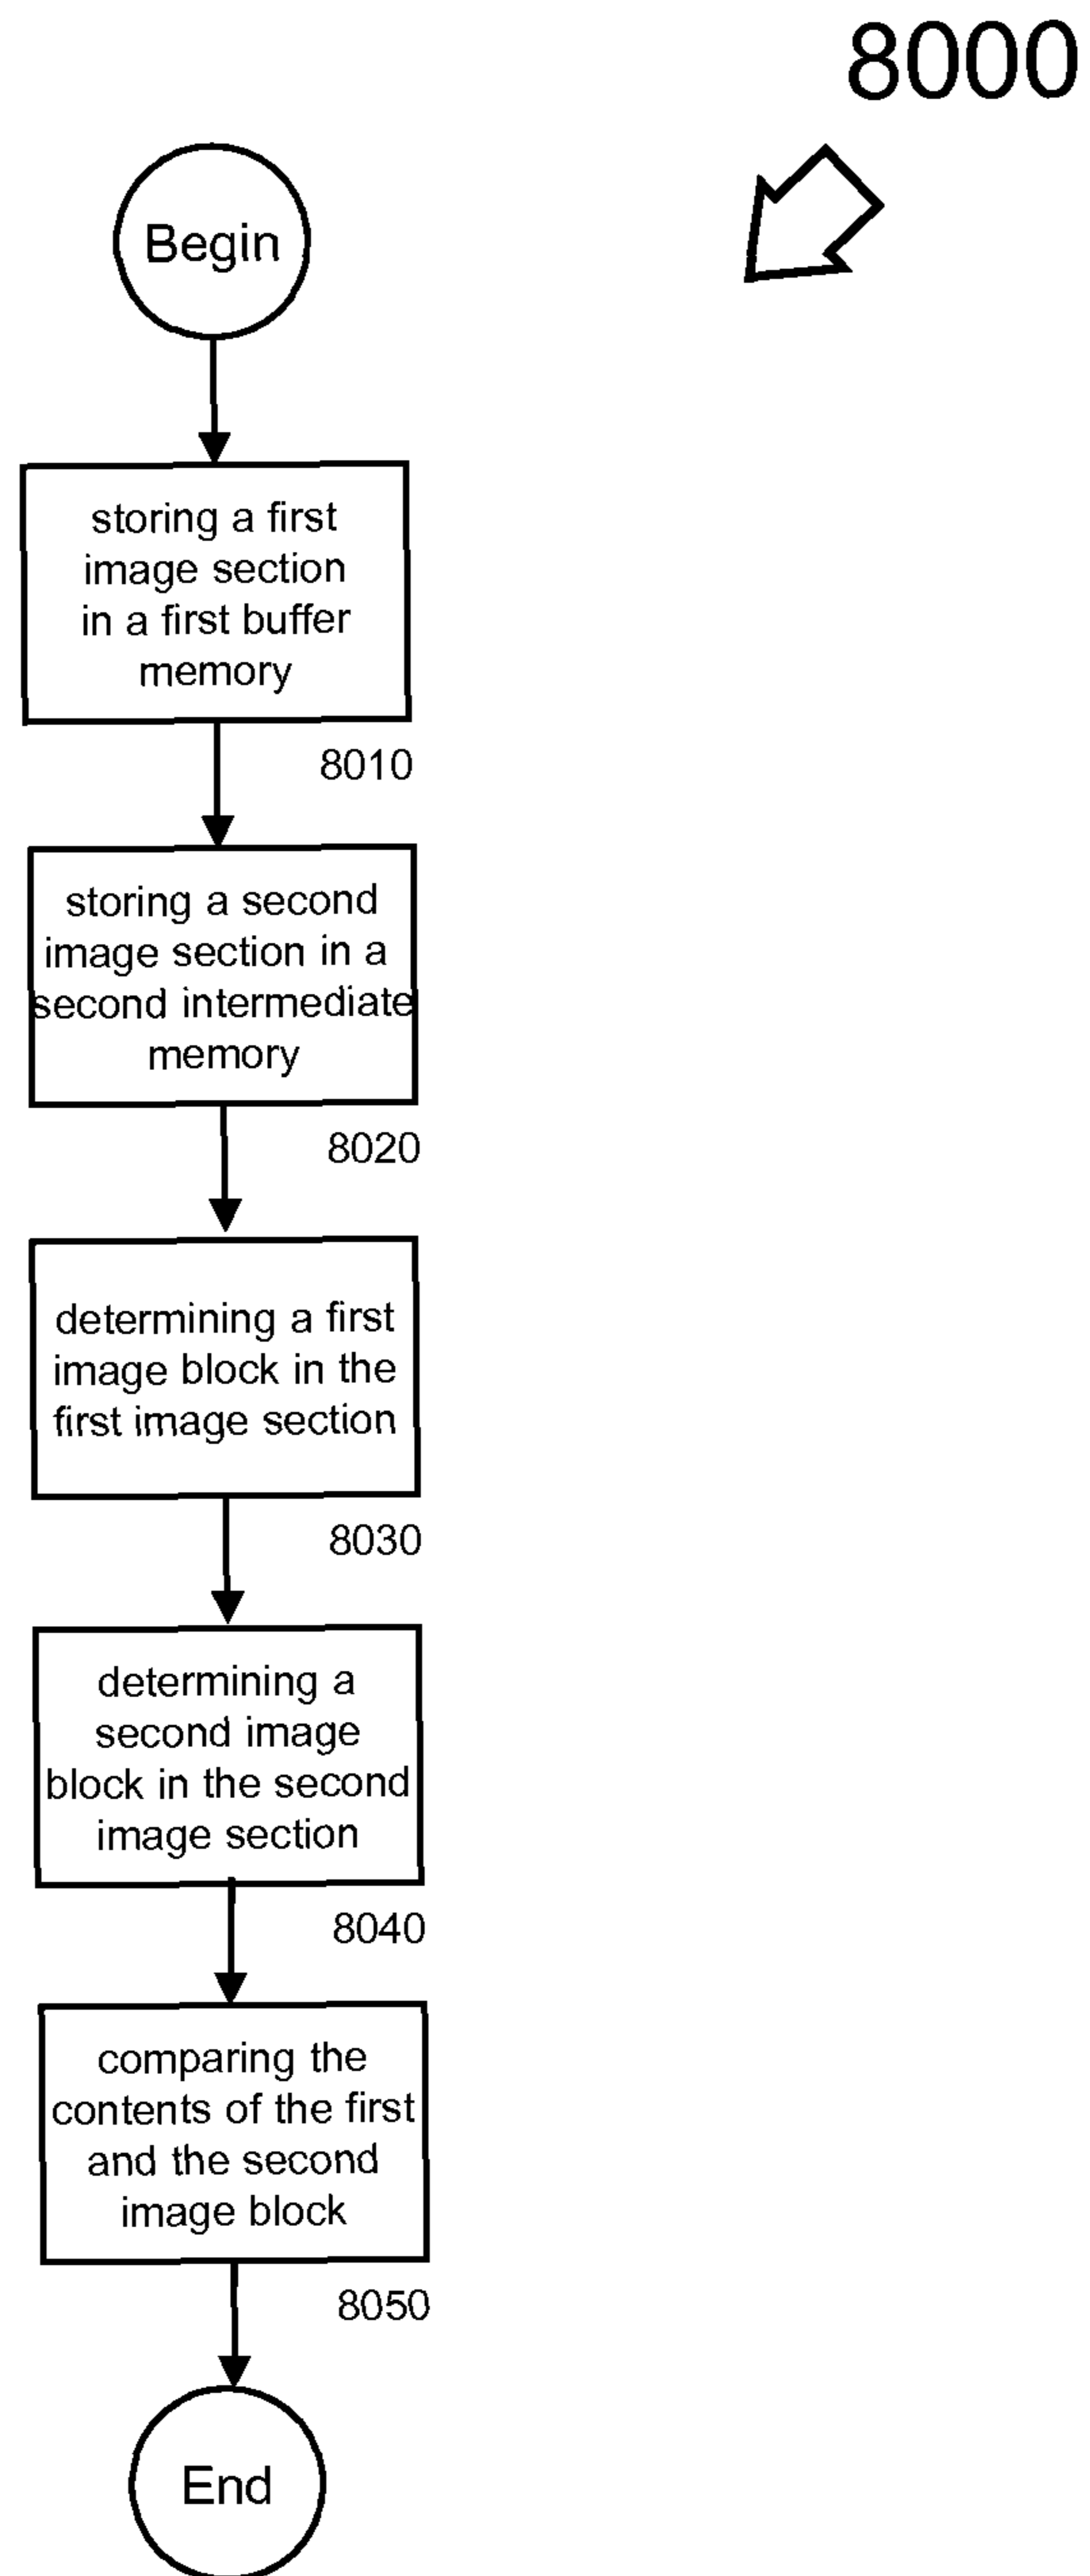 8000
Begin
storing a first
image section
in a first buffer
memory
8010
storing a second
image section in a
second intermediate
memory
8020
determining a first
image block in the
first image section
8030
determining a
second image
block in the second
image section
8040
comparing the
contents of the first
and the second
image block
8050
End